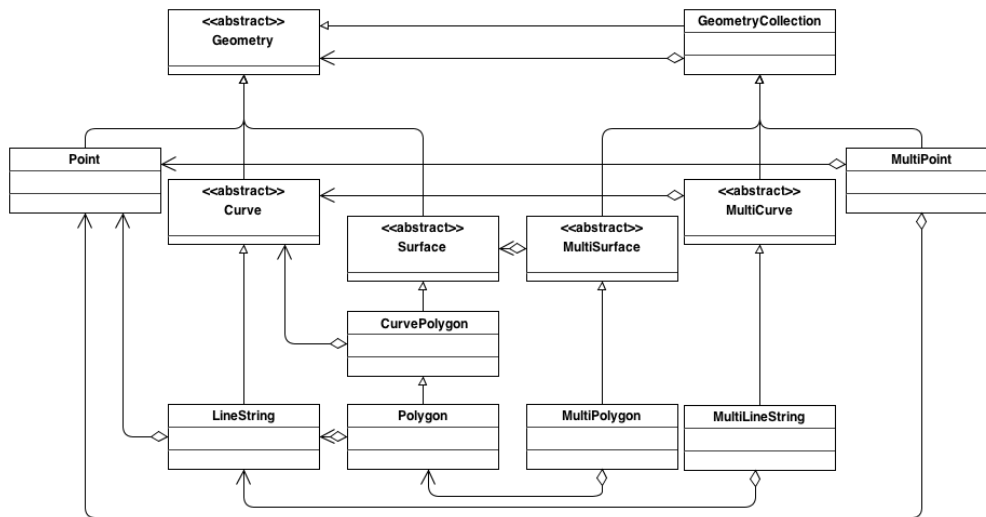 <<abstract>>
Geometry
GeometryCollection
Point
MultiPoint
<<abstract>>
Curve
<<abstract>>
MultiCurve
<<abstract>>
Surface
<<abstract>>
MultiSurface
CurvePolygon
LineString
Polygon
MultiPolygon
MultiLineString